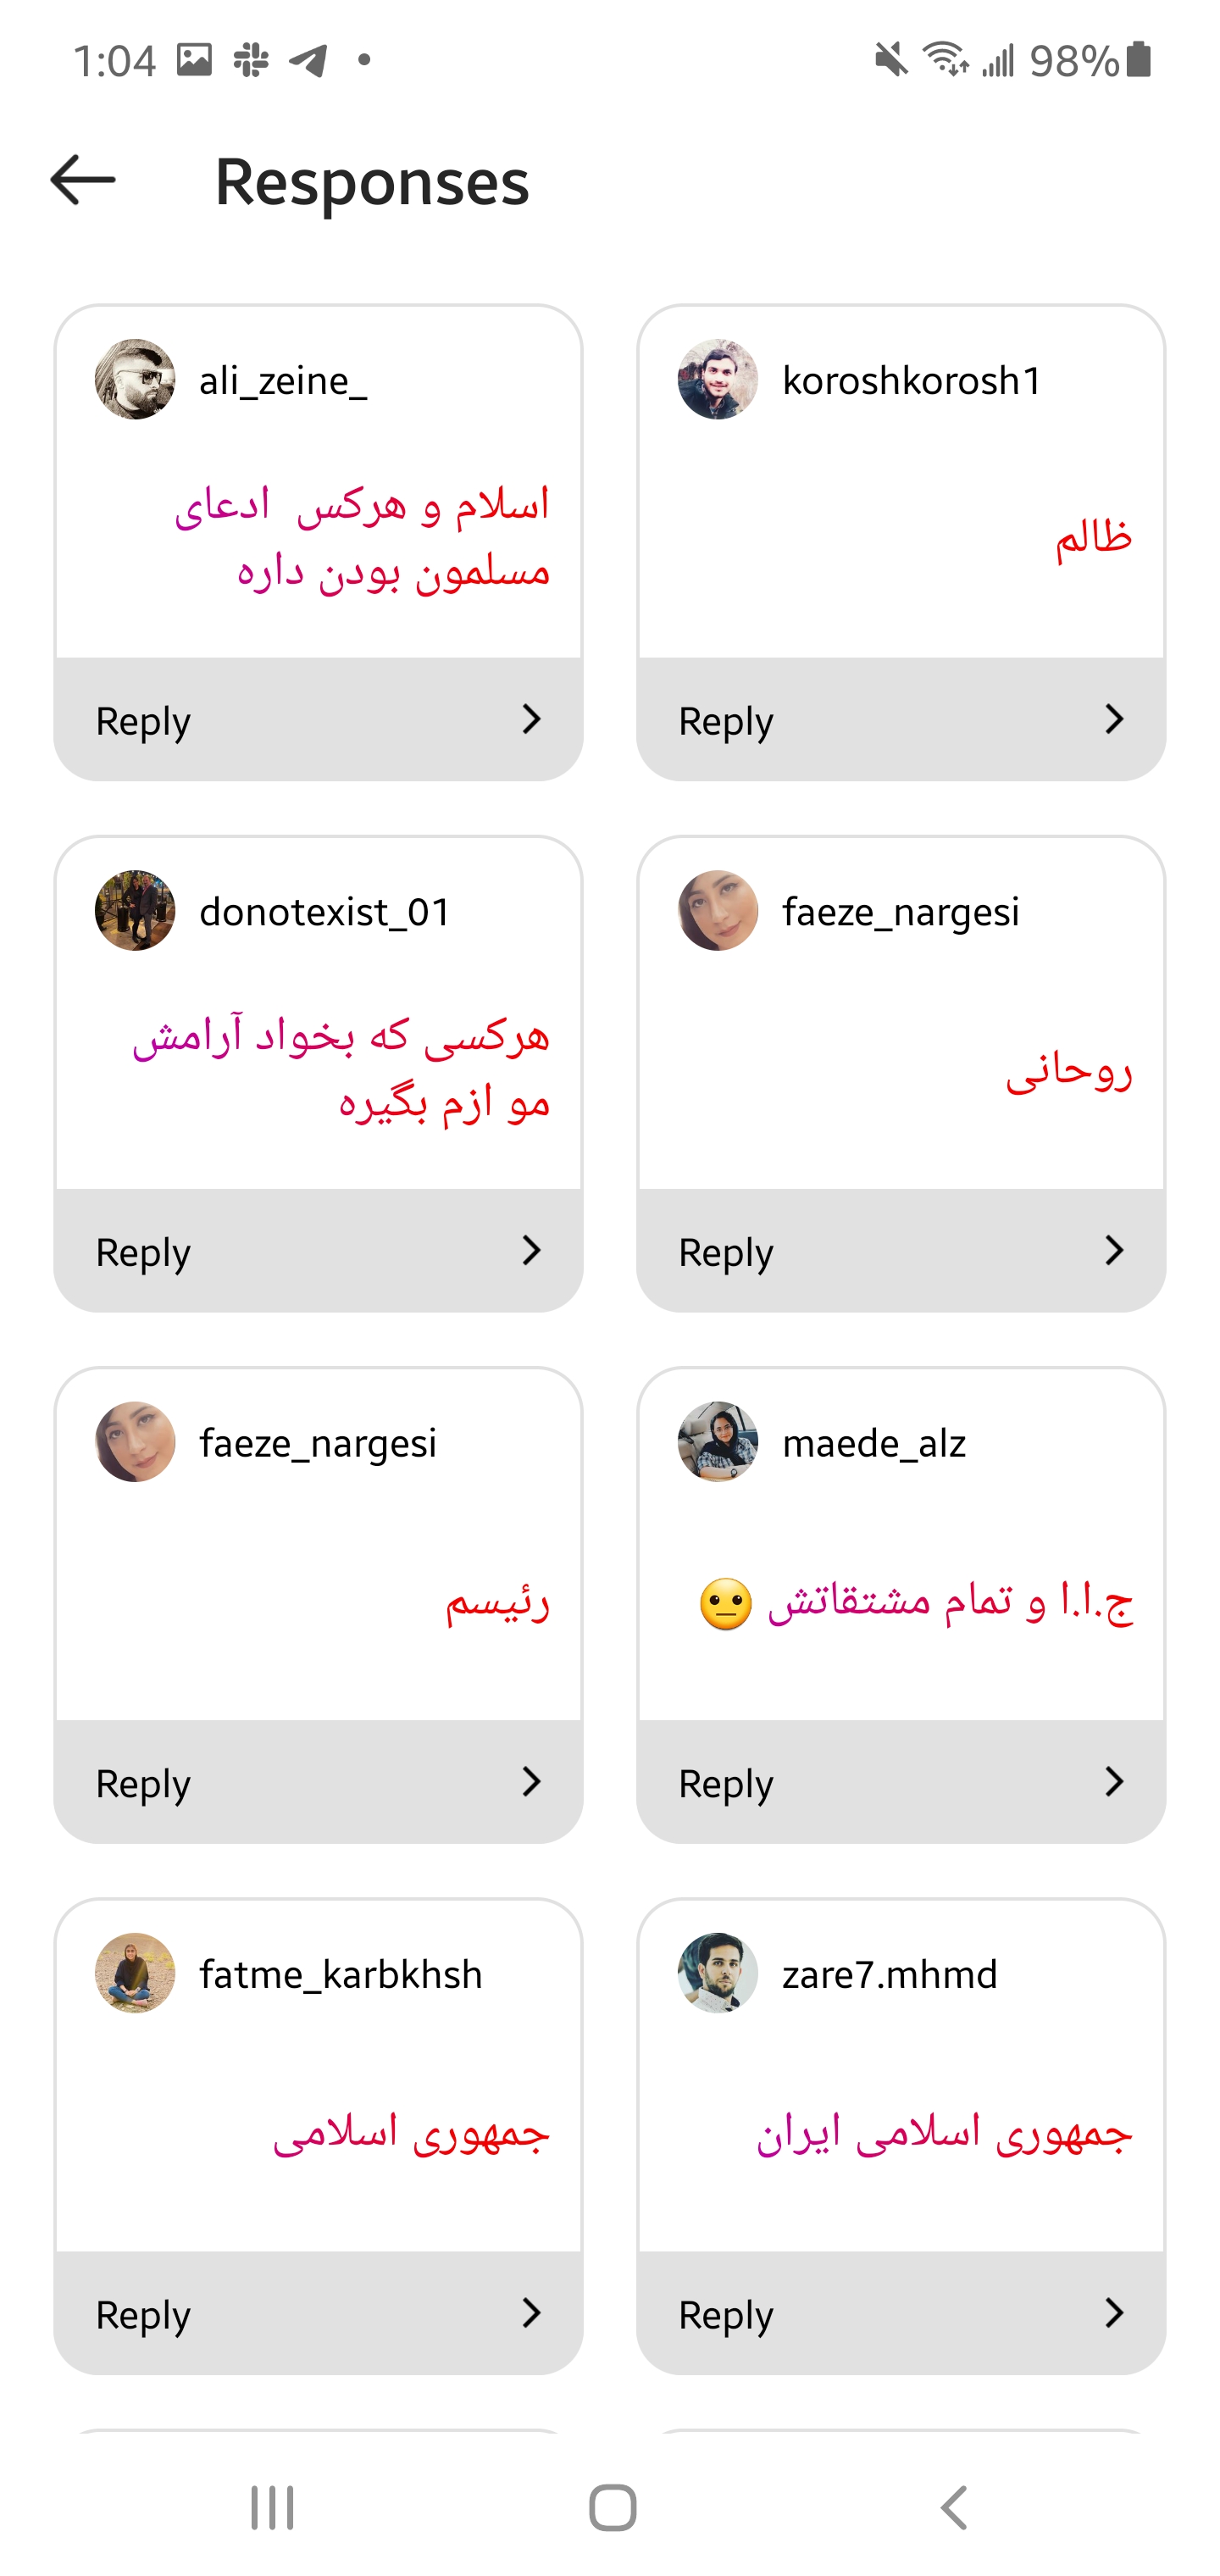 1:04
98%
Responses
ali_zeine_
اسلام و هرکس ادعای
مسلمون بودن داره
Reply
koroshkorosh1
ظالم
Reply
donotexist_01
هرکسی که بخواد آرامش
مو ازم بگیره
Reply
faeze_nargesi
روحانی
Reply
faeze_nargesi
رئیسم
Reply
maede_alz
ج.ا.ا و تمام مشتقاتش 😐
Reply
fatme_karbkhsh
جمهوری اسلامی
Reply
zare7.mhmd
جمهوری اسلامی ایران
Reply